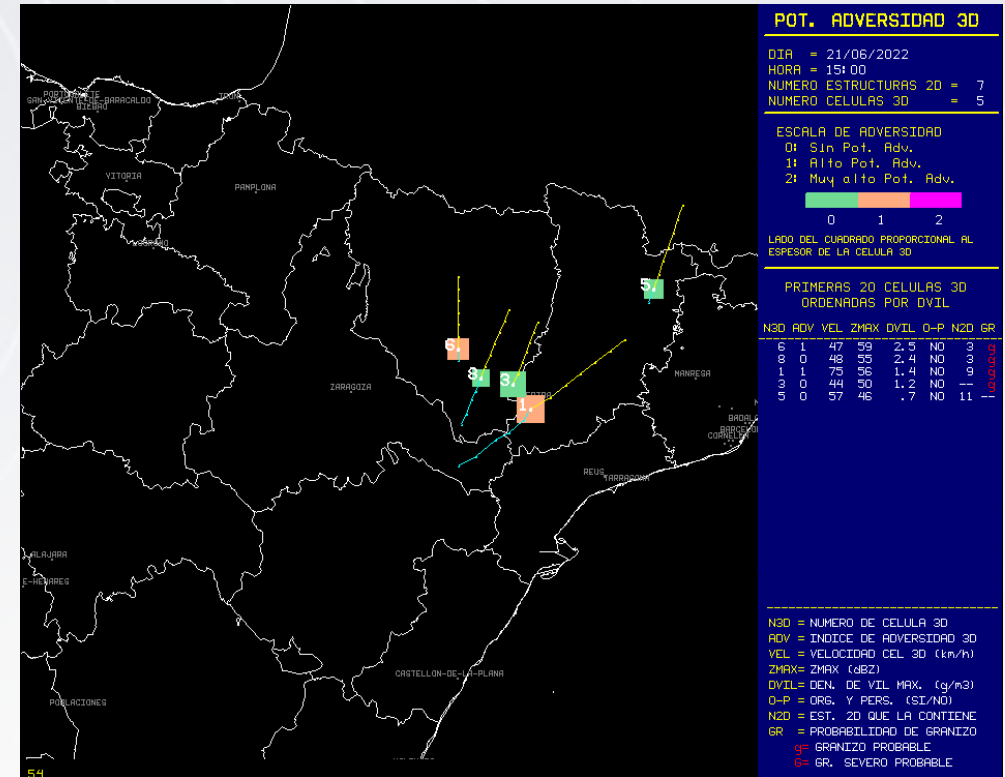 POT. ADVERSIDAD 3D
DIA = 21/06/2022
HORA = 15:00
NUMERO ESTRUCTURAS 2D = 7
NUMERO CELULAS 3D = 5
ESCALA DE ADVERSIDAD
0: Sin Pot. Adv.
1: Alto Pot. Adv.
2: Muy alto Pot. Adv.
0 1 2
LADO DEL CUADRADO PROPORCIONAL AL
ESPESOR DE LA CELULA 3D
PRIMERAS 20 CELULAS 3D
ORDENADAS POR DVIL
N3D ADV VEL ZMAX DVIL O-P N2D GR
6 1 47 59 2.5 NO 3 g
8 0 48 55 2.4 NO 3 g
1 1 75 56 1.4 NO 9 g
3 0 44 50 1.2 NO -- g
5 0 57 46 .7 NO 11 --
N3D = NUMERO DE CELULA 3D
ADV = INDICE DE ADVERSIDAD 3D
VEL = VELOCIDAD CEL 3D (km/h)
ZMAX= ZMAX (dBZ)
DVIL= DEN. DE VIL MAX. (g/m3)
O-P = ORG. Y PERS. (SI/NO)
N2D = EST. 2D QUE LA CONTIENE
GR = PROBABILIDAD DE GRANIZO
g= GRANIZO PROBABLE
G= GR. SEVERO PROBABLE
BILBAO
VITORIA
PAMPLONA
5.
6.
8.
3.
1.
ZARAGOZA
MANRESA
REUS
TARRAGONA
CASTELLON-DE-LA-PLANA
54